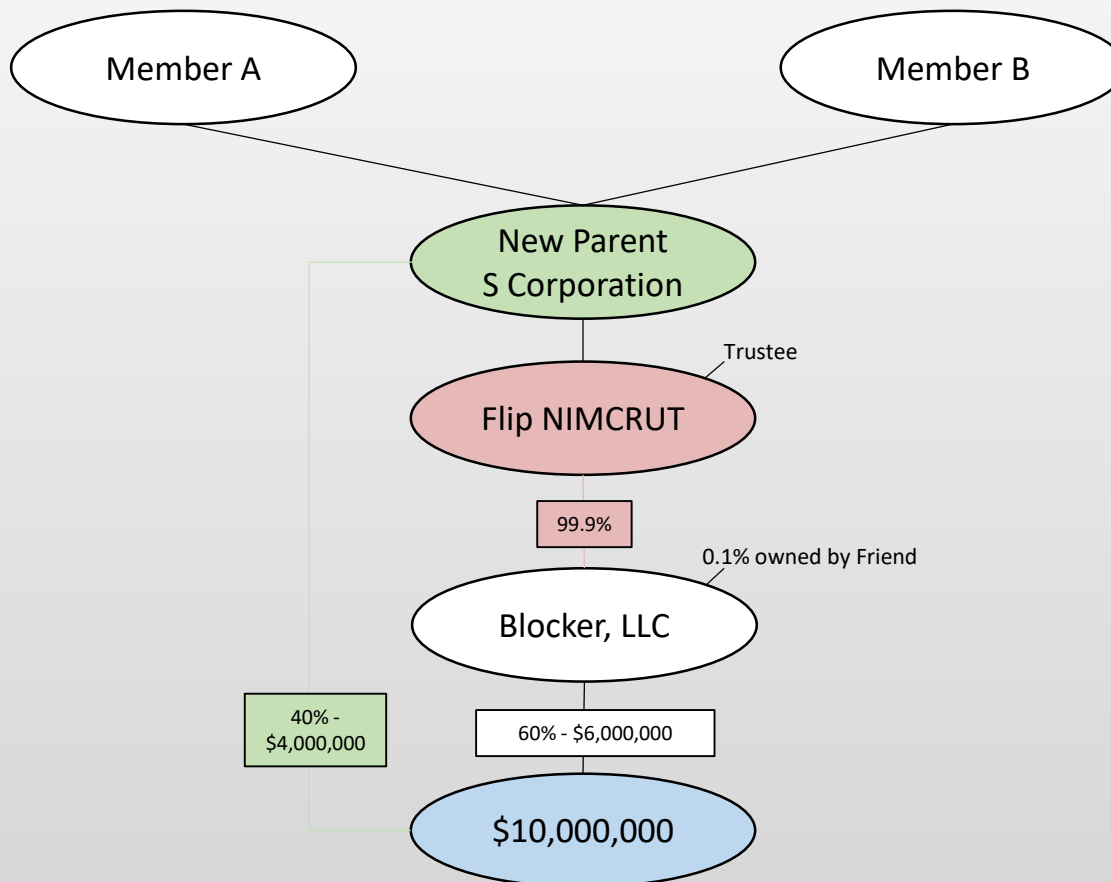 Member A
Member B
New Parent
S Corporation
Trustee
Flip NIMCRUT
99.9%
0.1% owned by Friend
Blocker, LLC
40% -
$4,000,000
60% - $6,000,000
$10,000,000